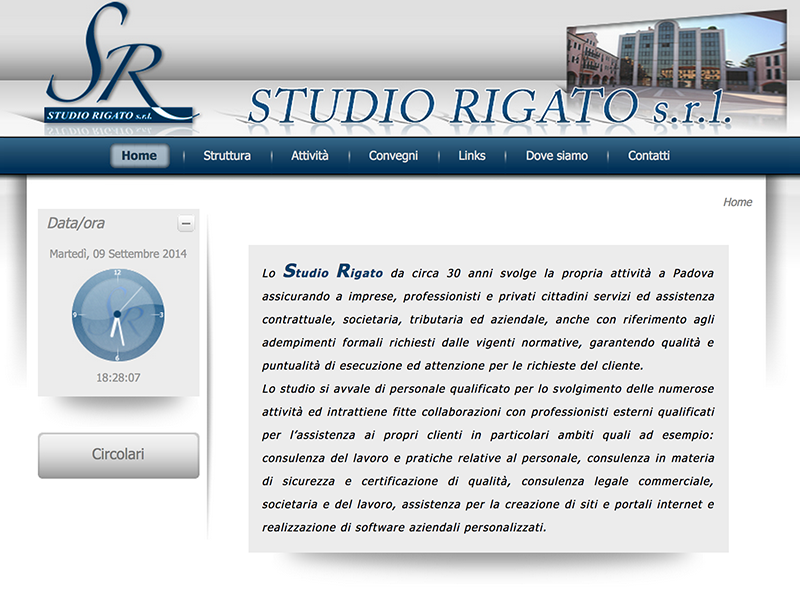 SR
STUDIO RIGATO s.r.l.
STUDIO RIGATO s.r.l.
Home
Struttura
Attività
Convegni
Links
Dove siamo
Contatti
Home
Data/ora
Martedì, 09 Settembre 2014
12
3
6
9
18:28:07
Circolari
Lo Studio Rigato da circa 30 anni svolge la propria attività a Padova
assicurando a imprese, professionisti e privati cittadini servizi ed assistenza
contrattuale, societaria, tributaria ed aziendale, anche con riferimento agli
adempimenti formali richiesti dalle vigenti normative, garantendo qualità e
puntualità di esecuzione ed attenzione per le richieste del cliente.
Lo studio si avvale di personale qualificato per lo svolgimento delle numerose
attività ed intrattiene fitte collaborazioni con professionisti esterni qualificati
per l’assistenza ai propri clienti in particolari ambiti quali ad esempio:
consulenza del lavoro e pratiche relative al personale, consulenza in materia
di sicurezza e certificazione di qualità, consulenza legale commerciale,
societaria e del lavoro, assistenza per la creazione di siti e portali internet e
realizzazione di software aziendali personalizzati.